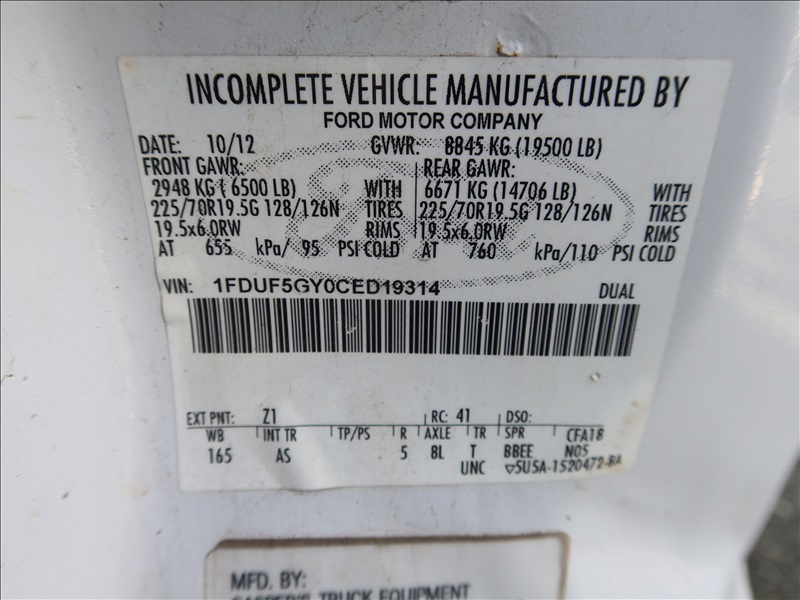 INCOMPLETE VEHICLE MANUFACTURED BY
FORD MOTOR COMPANY
DATE: 10/12 GVWR: 8845 KG (19500 LB)
FRONT GAWR: REAR GAWR:
2948 KG ( 6500 LB) WITH 6671 KG (14706 LB) WITH
225/70R19.5G 128/126N TIRES 225/70R19.5G 128/126N TIRES
19.5x6.0RW RIMS 19.5x6.0RW RIMS
AT 655 kPa/ 95 PSI COLD AT 760 kPa/110 PSI COLD
VIN: 1FDUF5GY0CED19314 DUAL
EXT PNT: Z1 RC: 41 DSO:
WB INT TR TP/PS R AXLE TR SPR CFA18
165 AS 5 8L T BBEE N05
UNC ▽5U5A-1520472-BA
MFD. BY:
CASPER'S TRUCK EQUIPMENT